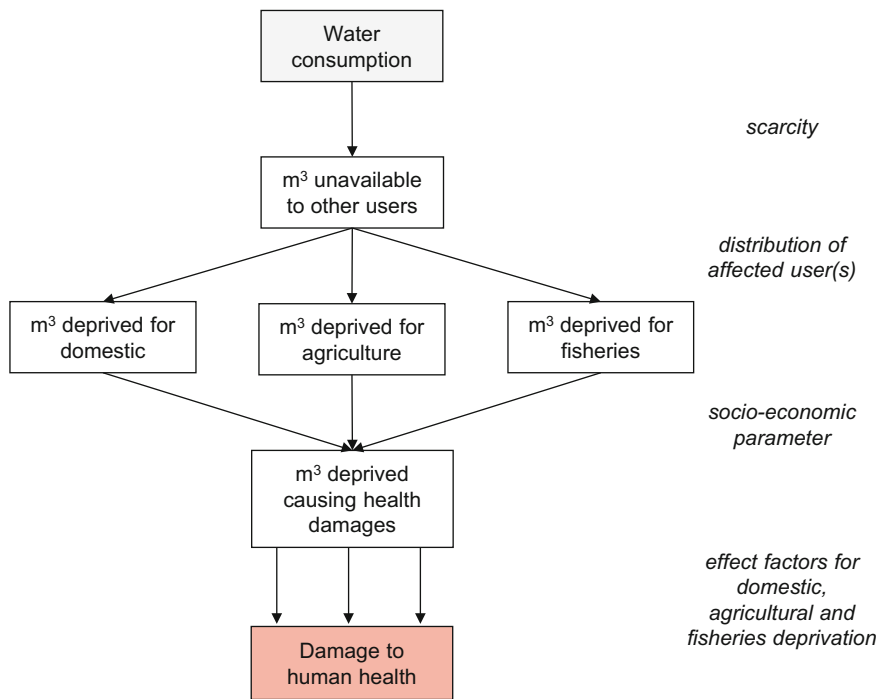 Water
consumption
scarcity
m³ unavailable
to other users
distribution of
affected user(s)
m³ deprived for
domestic
m³ deprived for
agriculture
m³ deprived for
fisheries
socio-economic
parameter
m³ deprived
causing health
damages
effect factors for
domestic,
agricultural and
fisheries deprivation
Damage to
human health